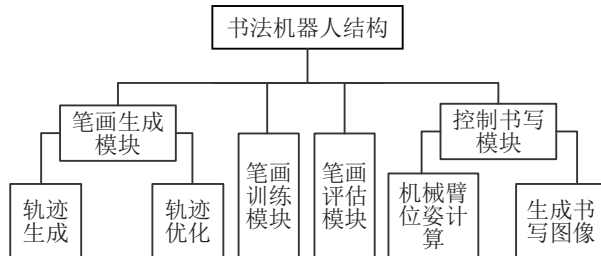 书法机器人结构
笔画生成
模块
控制书写
模块
笔画
训练
模块
笔画
评估
模块
轨迹
生成
轨迹
优化
机械臂
位姿计
算
生成书
写图像